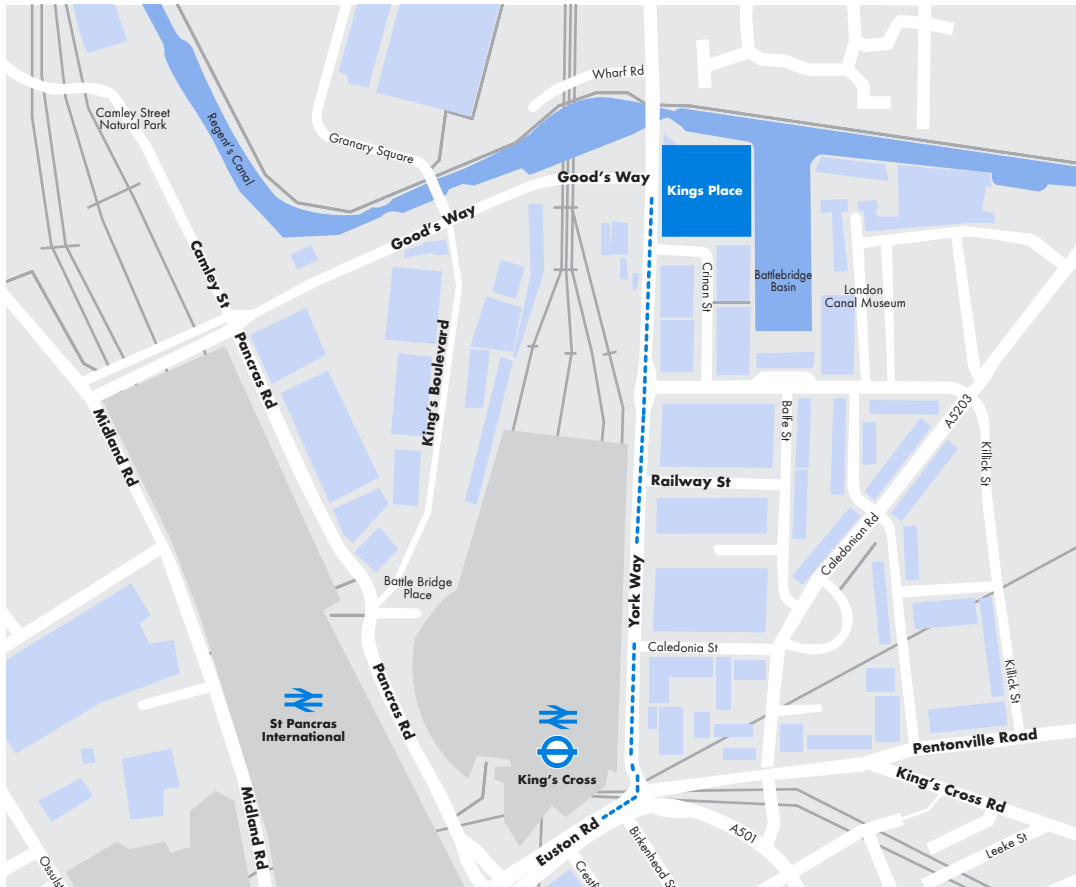 Wharf Rd
Camley Street
Natural Park
Regent's Canal
Granary Square
Good's Way
Kings Place
Good's Way
Camley St
Crinan St
Battlebridge
Basin
London
Canal Museum
Pancras Rd
King's Boulevard
Midland Rd
A5203
Balfe St
Killick St
Railway St
Caledonian Rd
Battle Bridge
Place
York Way
Caledonia St
Pancras Rd
Killick St
St Pancras
International
King's Cross
Pentonville Road
King's Cross Rd
Midland Rd
Euston Rd
Birkenhead St
A501
Leeke St
Ossulst
Crestf